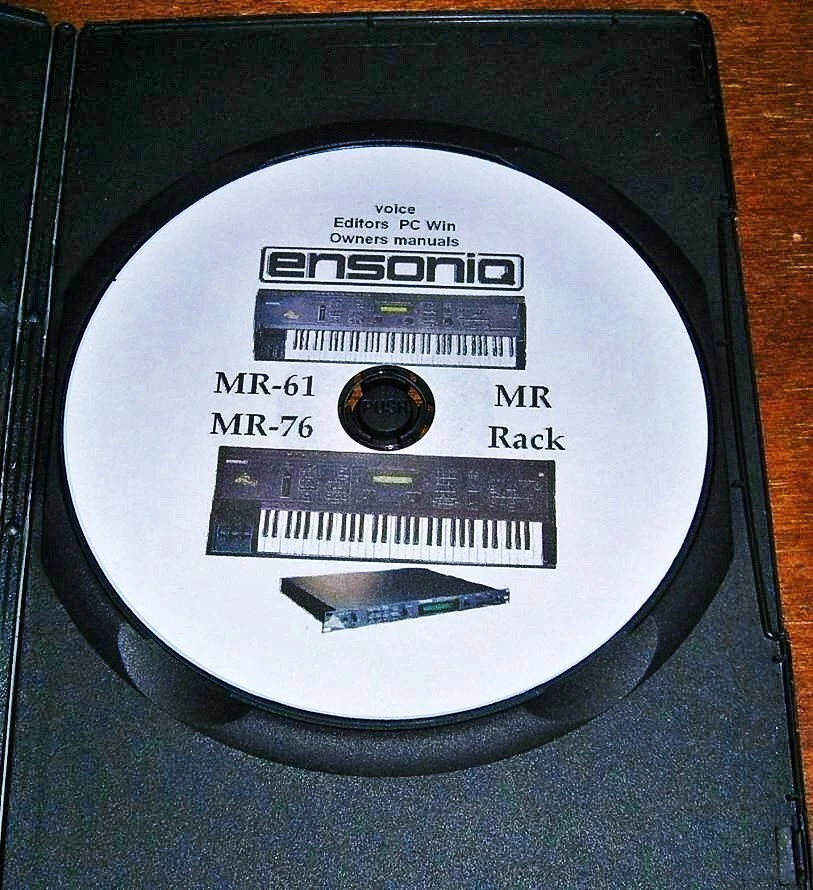 voice
Editors PC Win
Owners manuals
ensoniq
MR-61
MR-76
MR
Rack
PUSH